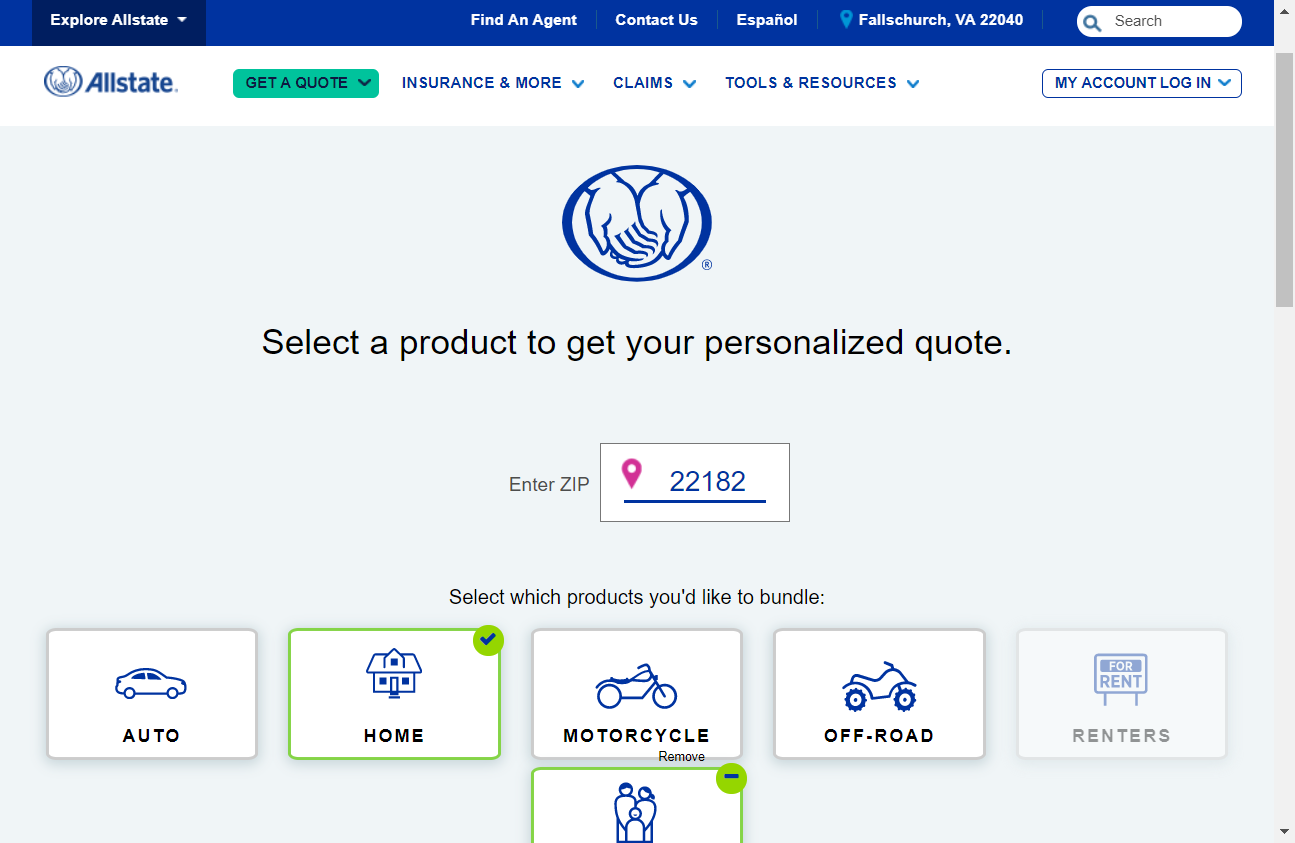 Explore Allstate
Find An Agent
Contact Us
Español
Fallschurch, VA 22040
Search
Allstate.
GET A QUOTE
INSURANCE & MORE
CLAIMS
TOOLS & RESOURCES
MY ACCOUNT LOG IN
®
Select a product to get your personalized quote.
Enter ZIP
22182
Select which products you'd like to bundle:
AUTO
HOME
MOTORCYCLE
OFF-ROAD
FOR
RENT
RENTERS
Remove